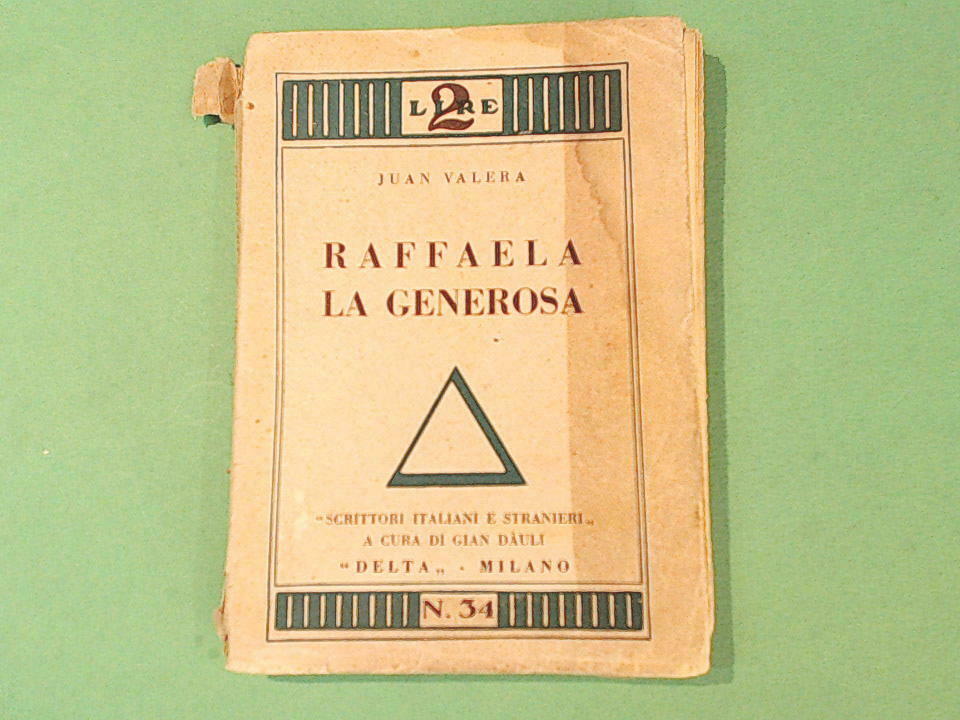 2 LIRE
JUAN VALERA
RAFFAELA
LA GENEROSA
“SCRITTORI ITALIANI E STRANIERI„
A CURA DI GIAN DÀULI
“DELTA„ - MILANO
N. 34